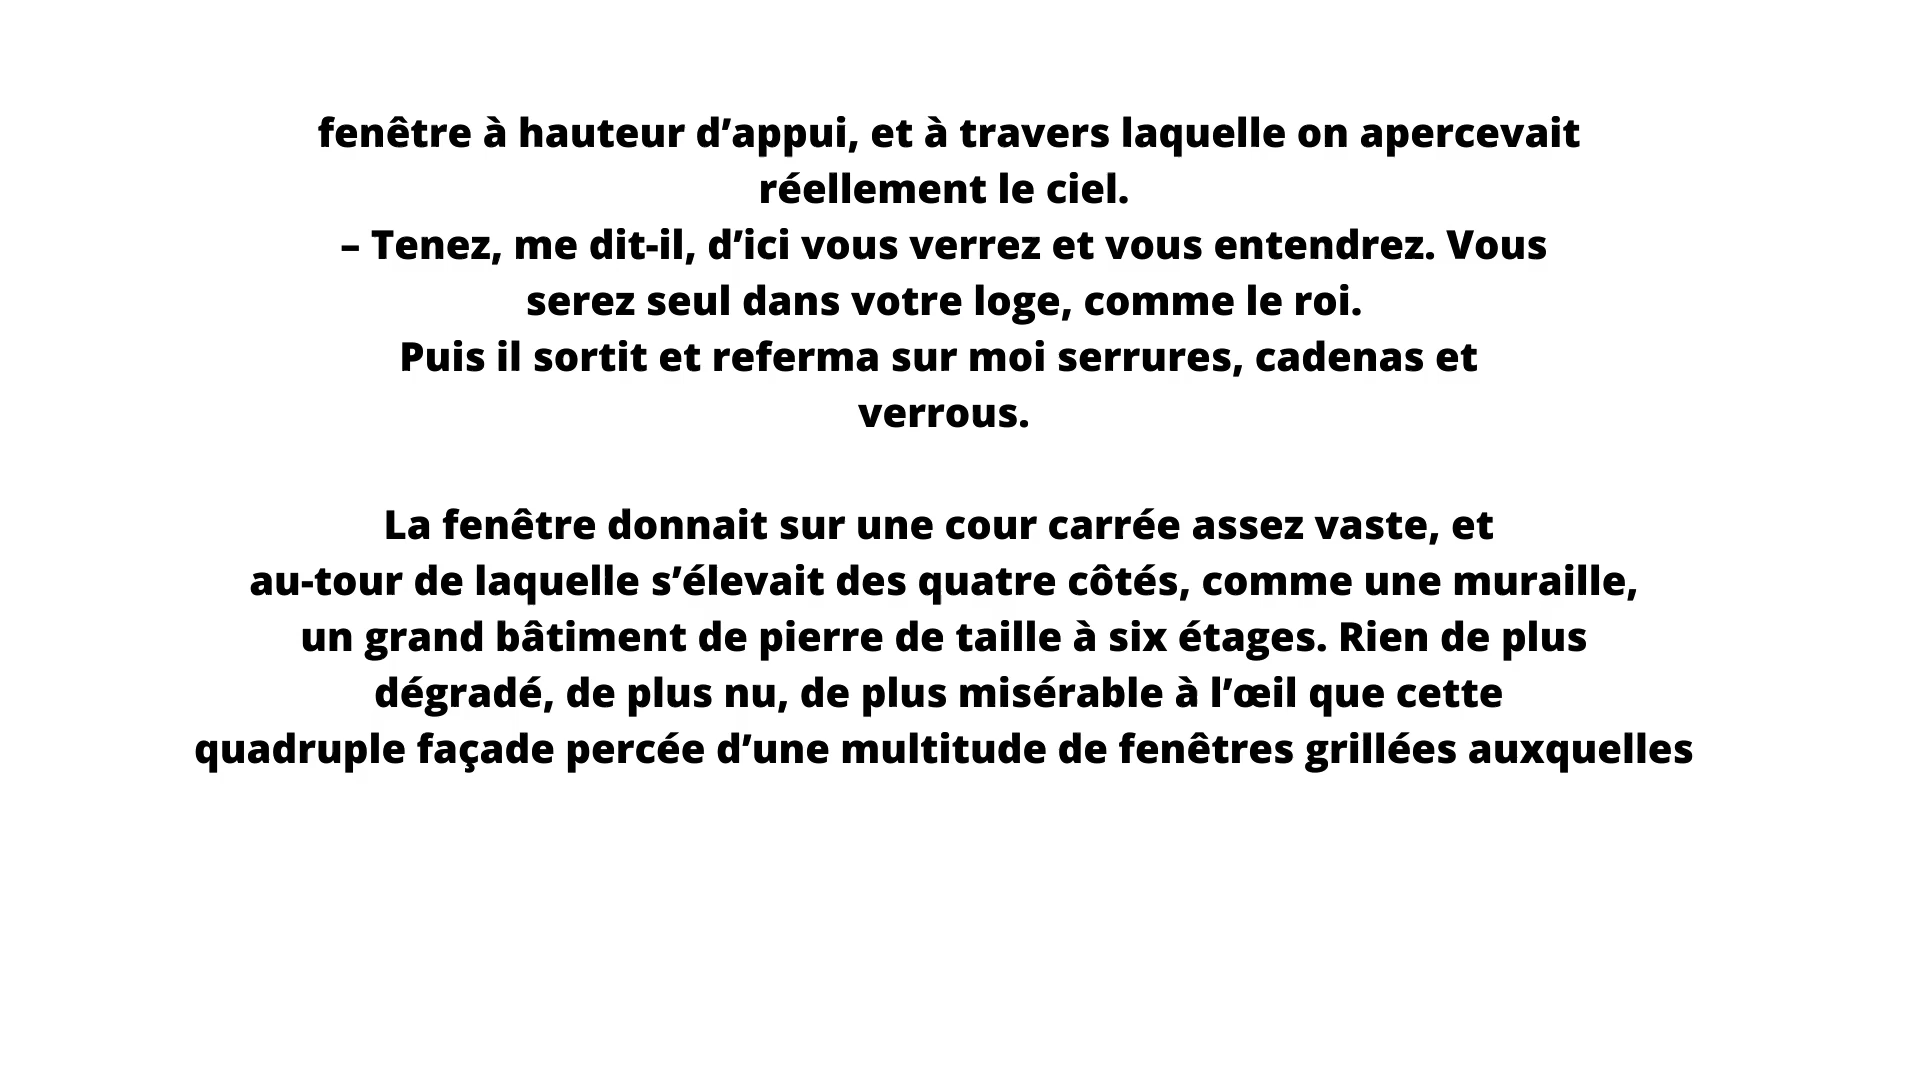 fenêtre à hauteur d’appui, et à travers laquelle on apercevait
réellement le ciel.
– Tenez, me dit-il, d’ici vous verrez et vous entendrez. Vous
serez seul dans votre loge, comme le roi.
Puis il sortit et referma sur moi serrures, cadenas et
verrous.
La fenêtre donnait sur une cour carrée assez vaste, et
au-tour de laquelle s’élevait des quatre côtés, comme une muraille,
un grand bâtiment de pierre de taille à six étages. Rien de plus
dégradé, de plus nu, de plus misérable à l’œil que cette
quadruple façade percée d’une multitude de fenêtres grillées auxquelles